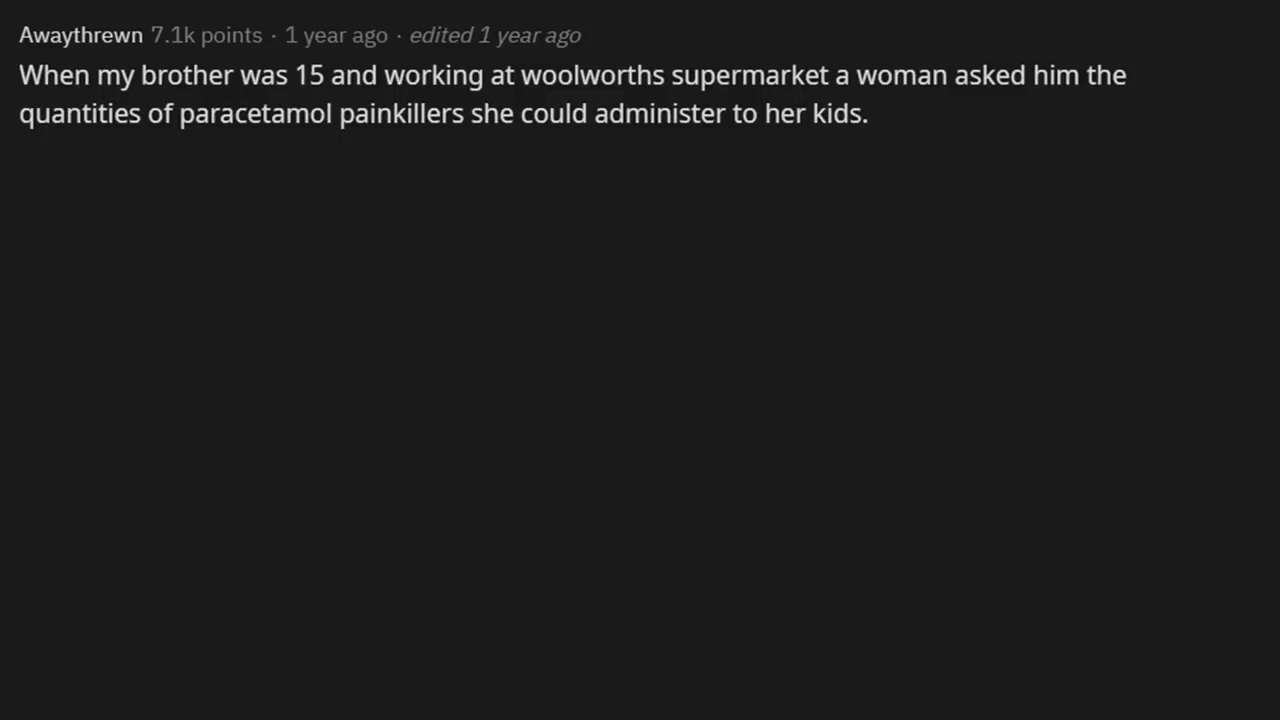 Awaythrewn 7.1k points · 1 year ago · edited 1 year ago
When my brother was 15 and working at woolworths supermarket a woman asked him the
quantities of paracetamol painkillers she could administer to her kids.